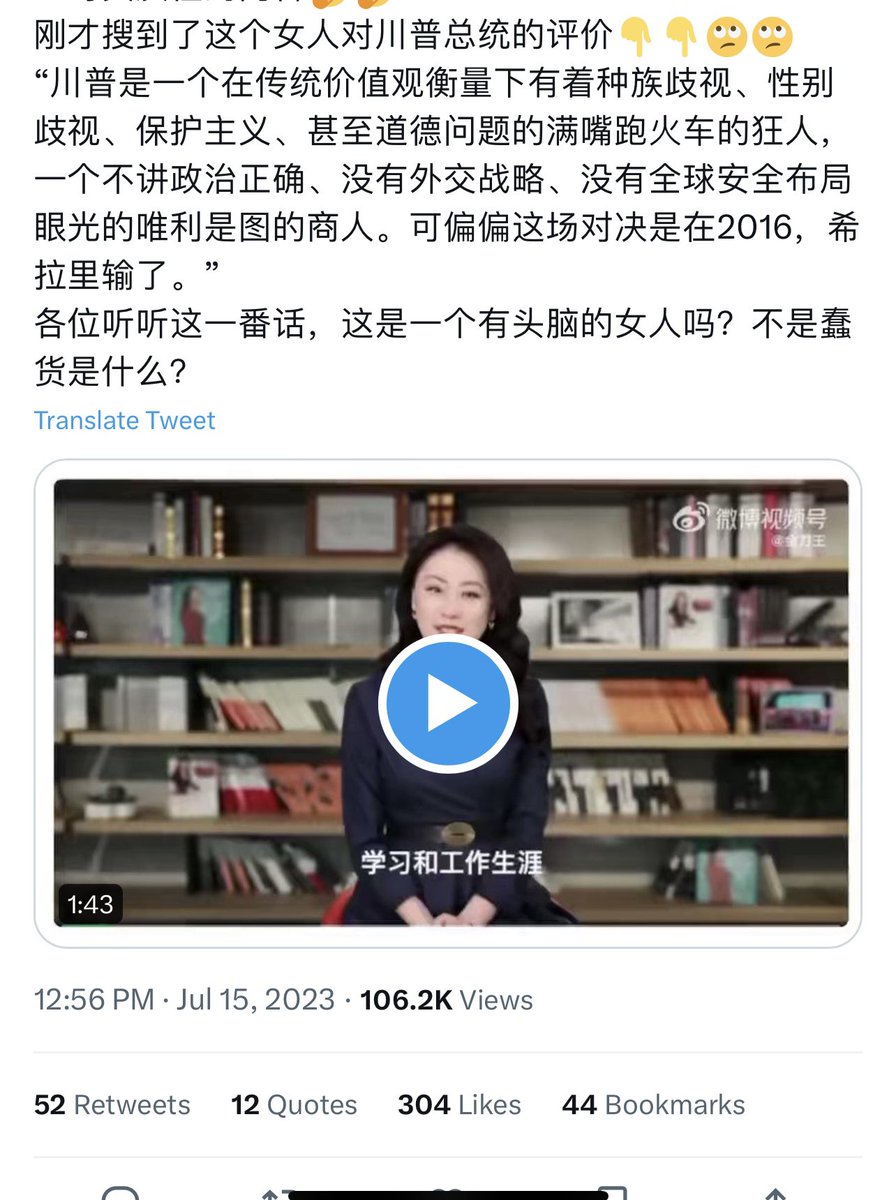 刚才搜到了这个女人对川普总统的评价👇👇🙄🙄
“川普是一个在传统价值观衡量下有着种族歧视、性别
歧视、保护主义、甚至道德问题的满嘴跑火车的狂人，
一个不讲政治正确、没有外交战略、没有全球安全布局
眼光的唯利是图的商人。可偏偏这场对决是在2016，希
拉里输了。”
各位听听这一番话，这是一个有头脑的女人吗？不是蠢
货是什么？
Translate Tweet
微博视频号
学习和工作生涯
1:43
12:56 PM · Jul 15, 2023 · 106.2K Views
52 Retweets 12 Quotes 304 Likes 44 Bookmarks